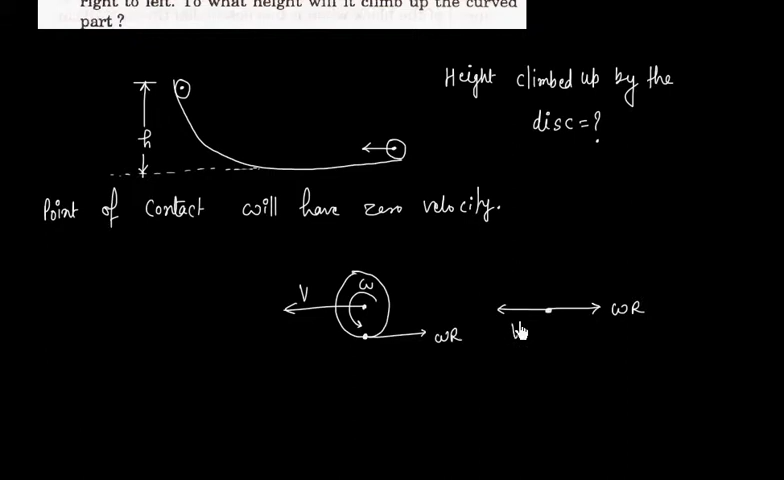 right to left. To what height will it climb up the curved
part ?
Height climbed up by the
disc = ?
h
Point of contact will have zero velocity.
V
ω
ωR
ωR